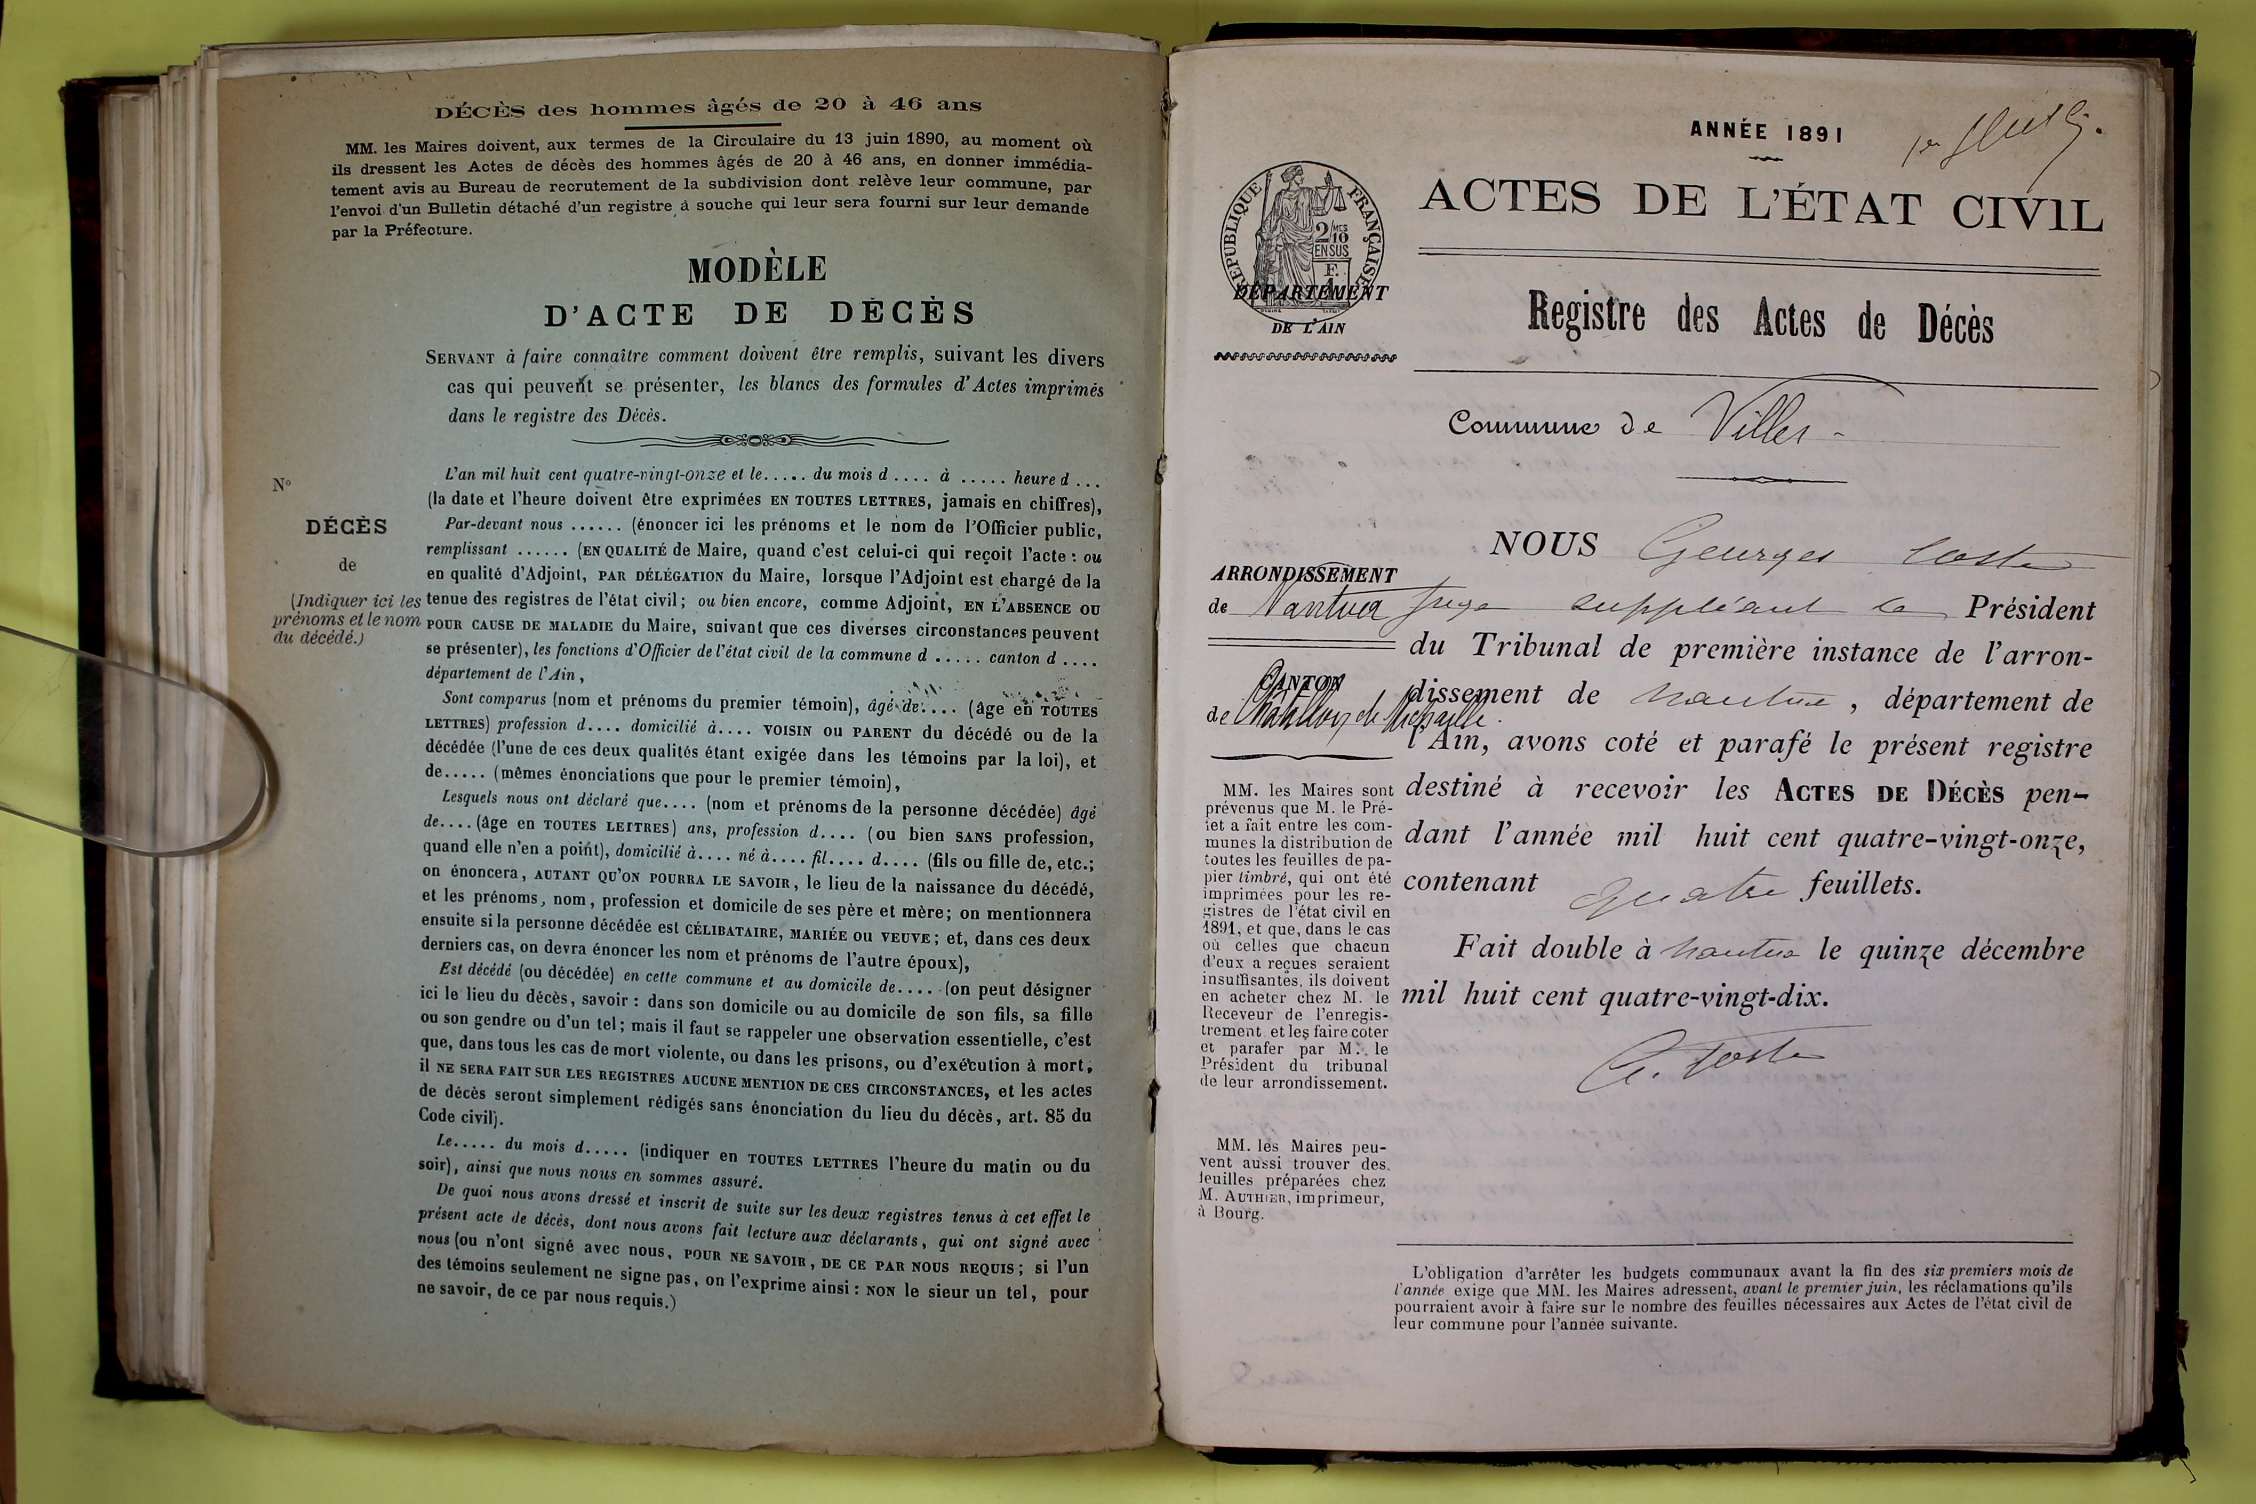 DÉCÈS des hommes âgés de 20 à 46 ans
MM. les Maires doivent, aux termes de la Circulaire du 13 juin 1890, au moment où
ils dressent les Actes de décès des hommes âgés de 20 à 46 ans, en donner immédia-
tement avis au Bureau de recrutement de la subdivision dont relève leur commune, par
l'envoi d'un Bulletin détaché d'un registre à souche qui leur sera fourni sur leur demande
par la Préfecture.
MODÈLE
D'ACTE DE DÉCÈS
SERVANT à faire connaître comment doivent être remplis, suivant les divers
cas qui peuvent se présenter, les blancs des formules d'Actes imprimés
dans le registre des Décès.
No
DÉCÈS
de
(Indiquer ici les
prénoms et le nom
du décédé.)
L'an mil huit cent quatre-vingt-onze et le..... du mois d .... à ..... heure d ...
(la date et l'heure doivent être exprimées EN TOUTES LETTRES, jamais en chiffres),
Par-devant nous ...... (énoncer ici les prénoms et le nom de l'Officier public,
remplissant ...... (EN QUALITÉ de Maire, quand c'est celui-ci qui reçoit l'acte : ou
en qualité d'Adjoint, PAR DÉLÉGATION du Maire, lorsque l'Adjoint est chargé de la
tenue des registres de l'état civil; ou bien encore, comme Adjoint, EN L'ABSENCE OU
POUR CAUSE DE MALADIE du Maire, suivant que ces diverses circonstances peuvent
se présenter), les fonctions d'Officier de l'état civil de la commune d ..... canton d ....
département de l'Ain,
Sont comparus (nom et prénoms du premier témoin), âgé de.... (âge en TOUTES
LETTRES) profession d.... domicilié à.... VOISIN OU PARENT du décédé ou de la
décédée (l'une de ces deux qualités étant exigée dans les témoins par la loi), et
de..... (mêmes énonciations que pour le premier témoin),
Lesquels nous ont déclaré que.... (nom et prénoms de la personne décédée) âgé
de.... (âge en TOUTES LETTRES) ans, profession d.... (ou bien SANS profession,
quand elle n'en a point), domicilié à.... né à.... fil.... d.... (fils ou fille de, etc.;
on énoncera, AUTANT QU'ON POURRA LE SAVOIR, le lieu de la naissance du décédé,
et les prénoms, nom, profession et domicile de ses père et mère; on mentionnera
ensuite si la personne décédée est CÉLIBATAIRE, MARIÉE OU VEUVE; et, dans ces deux
derniers cas, on devra énoncer les nom et prénoms de l'autre époux),
Est décédé (ou décédée) en cette commune et au domicile de.... (on peut désigner
ici le lieu du décès, savoir : dans son domicile ou au domicile de son fils, sa fille
ou son gendre ou d'un tel; mais il faut se rappeler une observation essentielle, c'est
que, dans tous les cas de mort violente, ou dans les prisons, ou d'exécution à mort,
il NE SERA FAIT SUR LES REGISTRES AUCUNE MENTION DE CES CIRCONSTANCES, et les actes
de décès seront simplement rédigés sans énonciation du lieu du décès, art. 85 du
Code civil).
Le..... du mois d..... (indiquer en TOUTES LETTRES l'heure du matin ou du
soir), ainsi que nous nous en sommes assuré.
De quoi nous avons dressé et inscrit de suite sur les deux registres tenus à cet effet le
présent acte de décès, dont nous avons fait lecture aux déclarants, qui ont signé avec
nous (ou n'ont signé avec nous, POUR NE SAVOIR, DE CE PAR NOUS REQUIS; si l'un
des témoins seulement ne signe pas, on l'exprime ainsi : NON le sieur un tel, pour
ne savoir, de ce par nous requis.)
ANNÉE 1891
RÉPUBLIQUE FRANÇAISE
2/10 MES
EN SUS
DÉPARTEMENT
DE L'AIN
ACTES DE L'ÉTAT CIVIL
Registre des Actes de Décès
Commune de Villes
ARRONDISSEMENT
de Nantua
CANTON
de Châtillon de Michaille.
MM. les Maires sont
prévenus que M. le Pré-
fet a fait entre les com-
munes la distribution de
toutes les feuilles de pa-
pier timbré, qui ont été
imprimées pour les re-
gistres de l'état civil en
1891, et que, dans le cas
où celles que chacun
d'eux a reçues seraient
insuffisantes, ils doivent
en acheter chez M. le
Receveur de l'enregis-
trement et les faire coter
et parafer par M. le
Président du tribunal
de leur arrondissement.
MM. les Maires peu-
vent aussi trouver des
feuilles préparées chez
M. AUTHIER, imprimeur,
à Bourg.
NOUS Georges Coste
Juge suppléant le Président
du Tribunal de première instance de l'arron-
dissement de Nantua, département de
l'Ain, avons coté et parafé le présent registre
destiné à recevoir les ACTES DE DÉCÈS pen-
dant l'année mil huit cent quatre-vingt-onze,
contenant quatre feuillets.
Fait double à Nantua le quinze décembre
mil huit cent quatre-vingt-dix.
G. Coste
L'obligation d'arrêter les budgets communaux avant la fin des six premiers mois de
l'année exige que MM. les Maires adressent, avant le premier juin, les réclamations qu'ils
pourraient avoir à faire sur le nombre des feuilles nécessaires aux Actes de l'état civil de
leur commune pour l'année suivante.